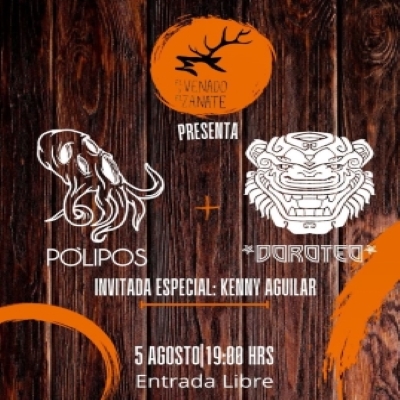 VENADO
ZANATE
PRESENTA
+
PÓLIPOS
*DOROTEO*
INVITADA ESPECIAL: KENNY AGUILAR
5 AGOSTO|19:00 HRS
Entrada Libre